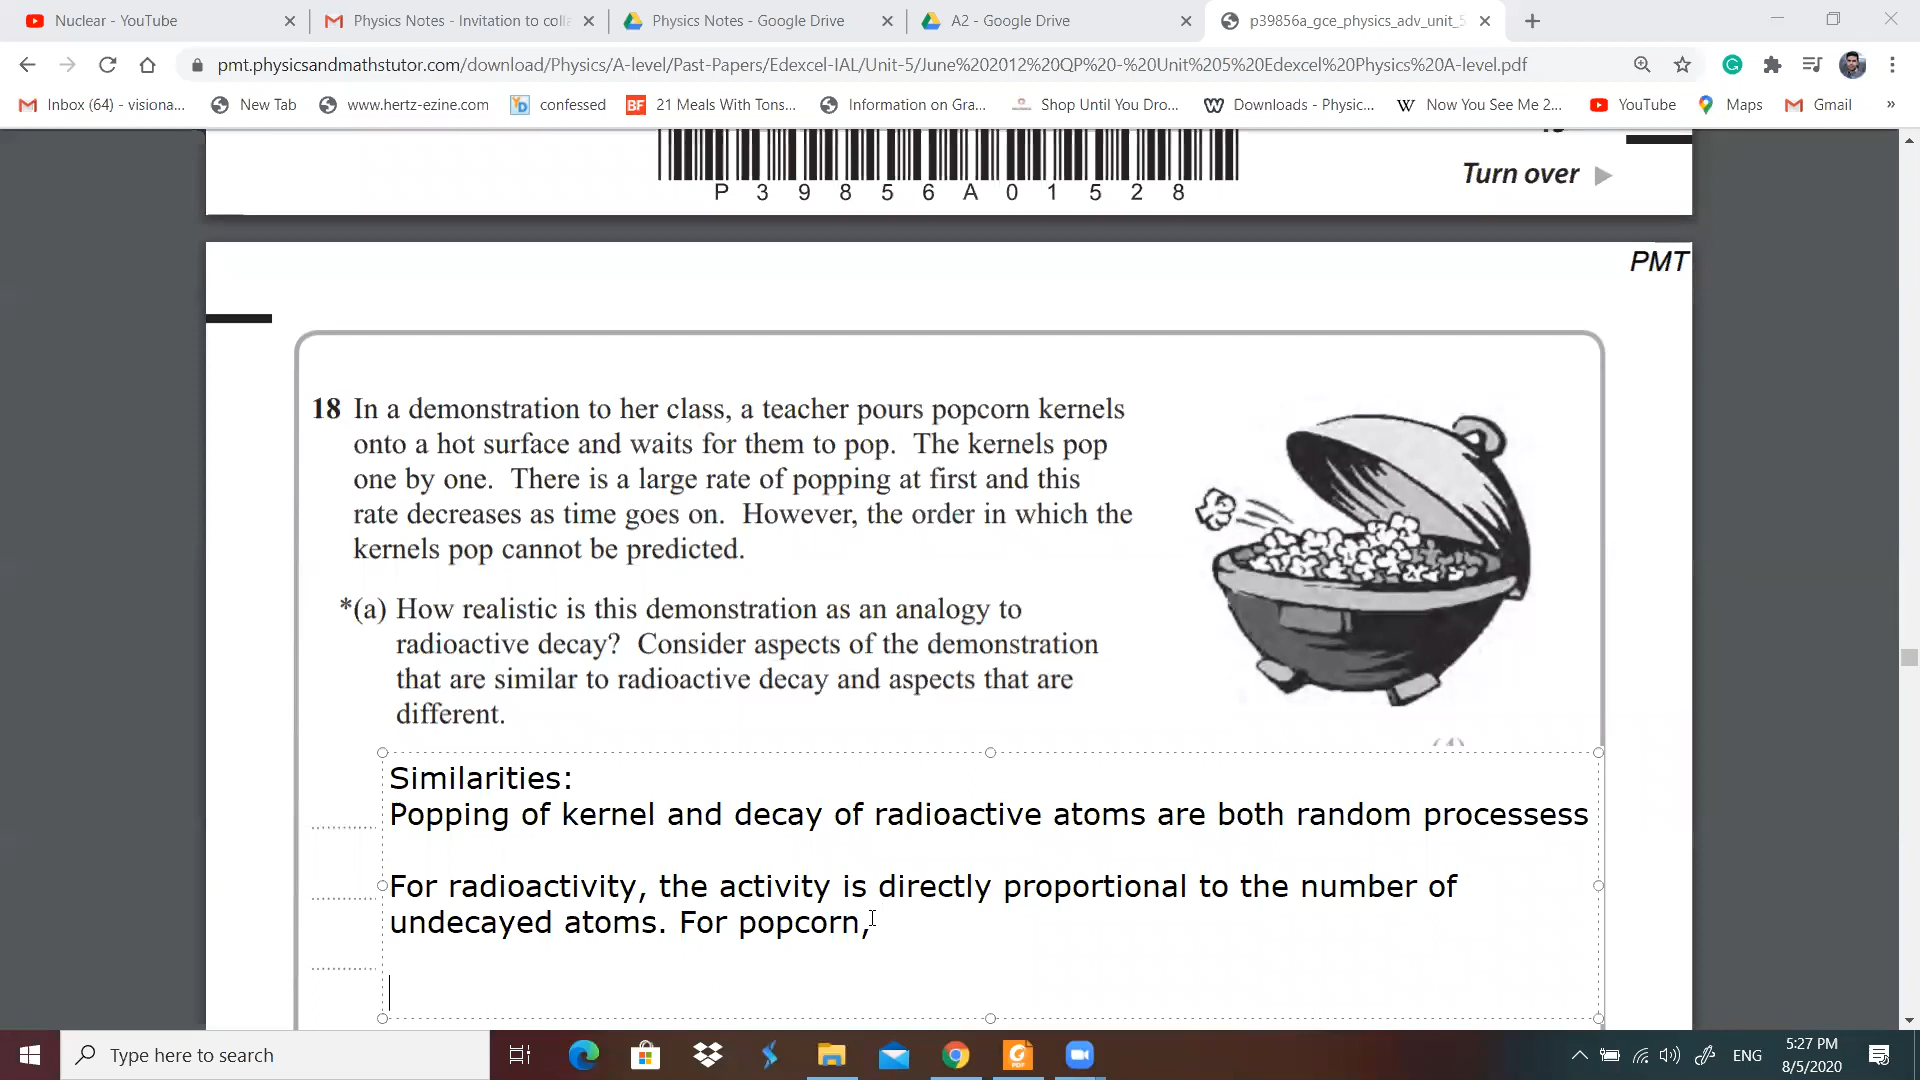 Nuclear - YouTube
Physics Notes - Invitation to coll
Physics Notes - Google Drive
A2 - Google Drive
p39856a_gce_physics_adv_unit_5
pmt.physicsandmathstutor.com/download/Physics/A-level/Past-Papers/Edexcel-IAL/Unit-5/June%202012%20QP%20-%20Unit%205%20Edexcel%20Physics%20A-level.pdf
Inbox (64) - visiona...
New Tab
www.hertz-ezine.com
confessed
21 Meals With Tons...
Information on Gra...
Shop Until You Dro...
Downloads - Physic...
Now You See Me 2...
YouTube
Maps
Gmail
»
Turn over
P 3 9 8 5 6 A 0 1 5 2 8
PMT
18 In a demonstration to her class, a teacher pours popcorn kernels
onto a hot surface and waits for them to pop. The kernels pop
one by one. There is a large rate of popping at first and this
rate decreases as time goes on. However, the order in which the
kernels pop cannot be predicted.
*(a) How realistic is this demonstration as an analogy to
radioactive decay? Consider aspects of the demonstration
that are similar to radioactive decay and aspects that are
different.
Similarities:
Popping of kernel and decay of radioactive atoms are both random processess
For radioactivity, the activity is directly proportional to the number of
undecayed atoms. For popcorn,
Type here to search
ENG
5:27 PM
8/5/2020